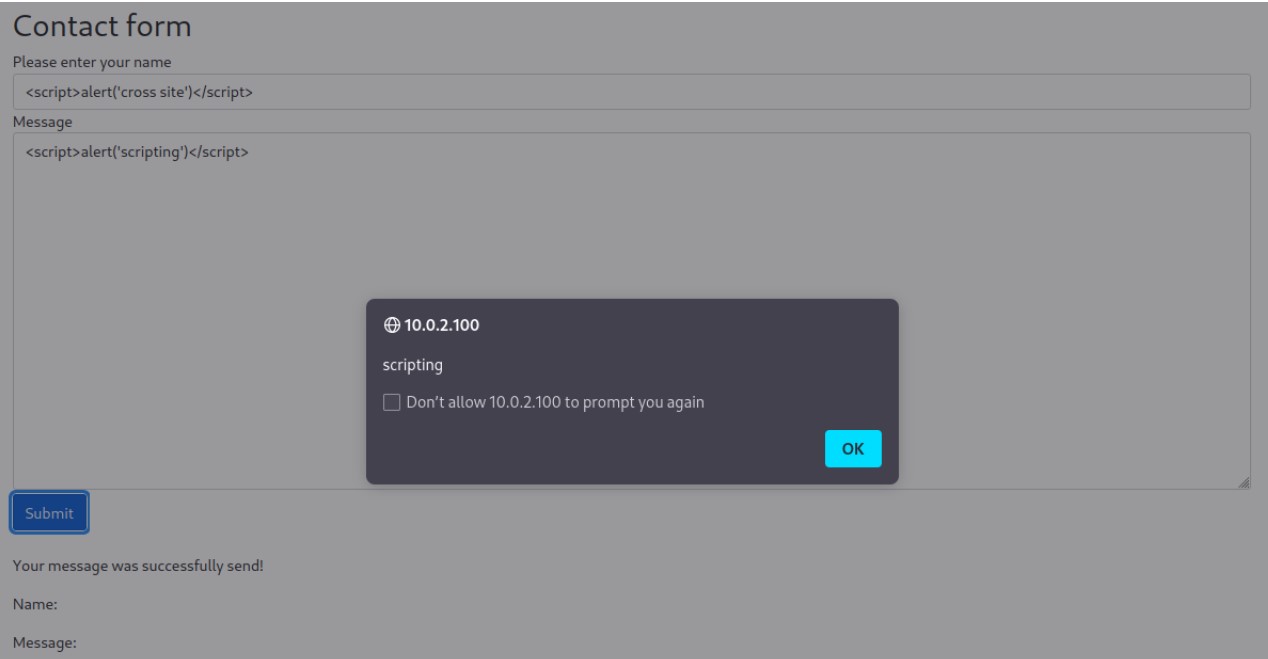 Contact form
Please enter your name
<script>alert('cross site')</script>
Message
<script>alert('scripting')</script>
10.0.2.100
scripting
Don't allow 10.0.2.100 to prompt you again
OK
Submit
Your message was successfully send!
Name:
Message: